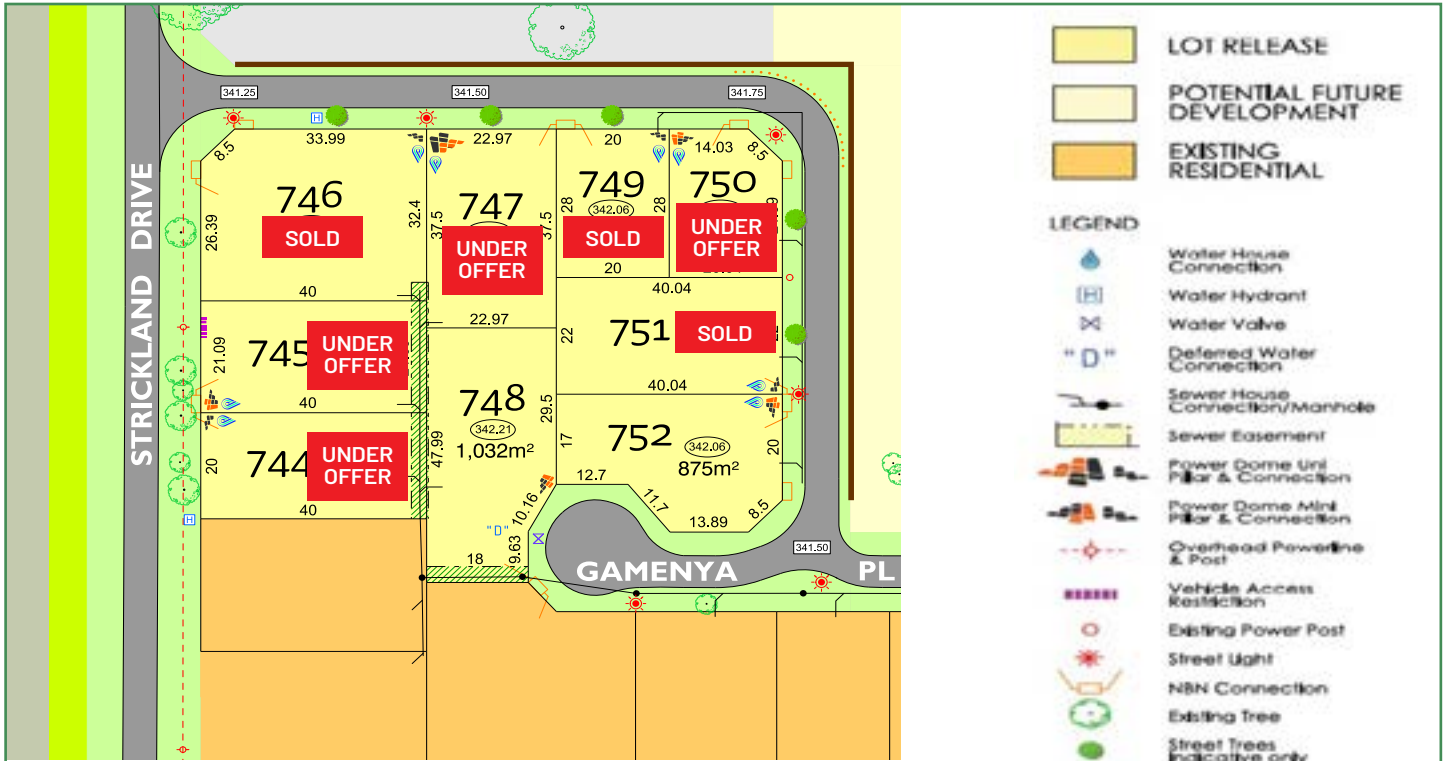 341.25
341.50
341.75
H
33.99
22.97
20
14.03
8.5
8.5
746
SOLD
26.39
32.4
40
747
UNDER
OFFER
37.5
37.5
22.97
749
342.06
SOLD
28
28
20
750
UNDER
OFFER
40.04
751
SOLD
22
40.04
745
UNDER
OFFER
21.09
40
744
UNDER
OFFER
20
40
H
748
342.21
1,032m²
47.99
29.5
10.16
9.63
"D"
18
752
342.06
875m²
17
20
12.7
11.7
13.89
8.5
341.50
STRICKLAND DRIVE
GAMENYA PL
LOT RELEASE
POTENTIAL FUTURE
DEVELOPMENT
EXISTING
RESIDENTIAL
LEGEND
Water House
Connection
H
Water Hydrant
Water Valve
"D"
Deferred Water
Connection
Sewer House
Connection/Manhole
Sewer Easement
Power Dome Uni
Pillar & Connection
Power Dome Mini
Pillar & Connection
Overhead Powerline
& Post
Vehicle Access
Restriction
Existing Power Post
Street Light
NBN Connection
Existing Tree
Street Trees
Indicative only